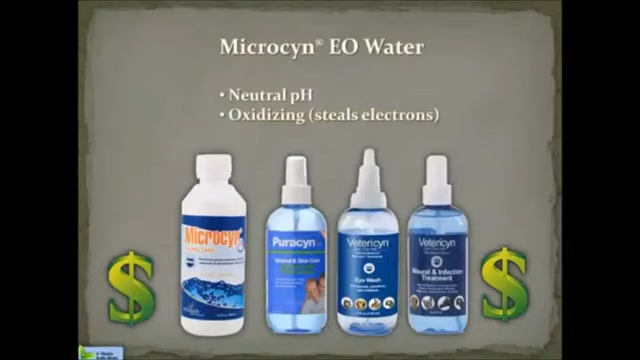 Microcyn® EO Water
• Neutral pH
• Oxidizing (steals electrons)
Microcyn
Puracyn
Wound & Skin Care
Vetericyn
Eye Wash
Vetericyn
Wound & Infection
Treatment
$
$